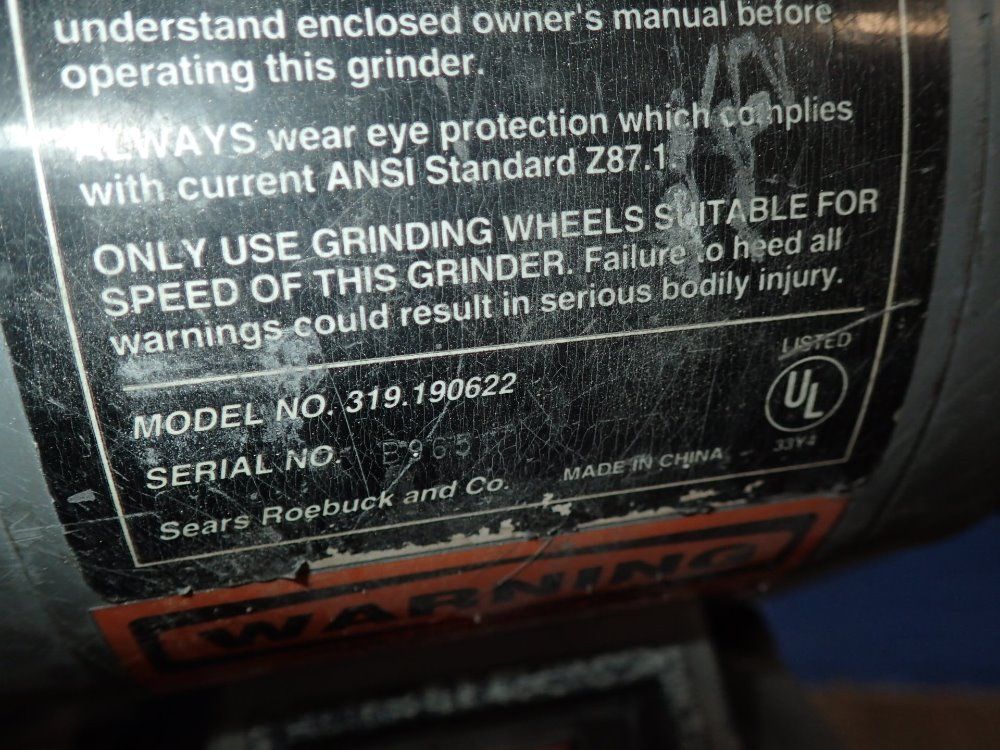 understand enclosed owner's manual before
operating this grinder.
ALWAYS wear eye protection which complies
with current ANSI Standard Z87.1.
ONLY USE GRINDING WHEELS SUITABLE FOR
SPEED OF THIS GRINDER. Failure to heed all
warnings could result in serious bodily injury.
MODEL NO. 319.190622
SERIAL NO.
Sears Roebuck and Co.
MADE IN CHINA
LISTED
UL
33Y4
WARNING